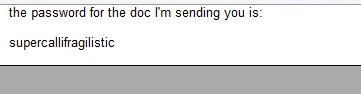 the password for the doc I'm sending you is:
supercallifragilistic